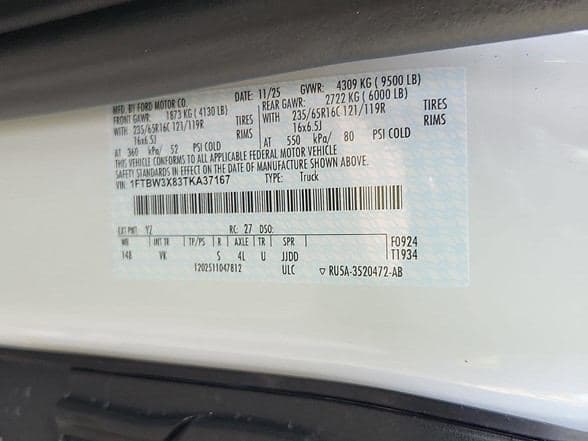 MFD. BY FORD MOTOR CO.
DATE: 11/25 GVWR: 4309 KG ( 9500 LB)
FRONT GAWR: 1873 KG ( 4130 LB) REAR GAWR: 2722 KG ( 6000 LB)
WITH 235/65R16C 121/119R TIRES WITH 235/65R16C 121/119R TIRES
16x6.5J RIMS 16x6.5J RIMS
AT 360 kPa/ 52 PSI COLD AT 550 kPa/ 80 PSI COLD
THIS VEHICLE CONFORMS TO ALL APPLICABLE FEDERAL MOTOR VEHICLE
SAFETY STANDARDS IN EFFECT ON THE DATE OF MANUFACTURE SHOWN ABOVE.
VIN: 1FTBW3X83TKA37167 TYPE: Truck
EXT PNT: YZ RC: 27 DSO:
WB INT TR TP/PS R AXLE TR SPR F0924
148 VK S 4L U JJDD T1934
1202511047812 ULC RU5A-3520472-AB